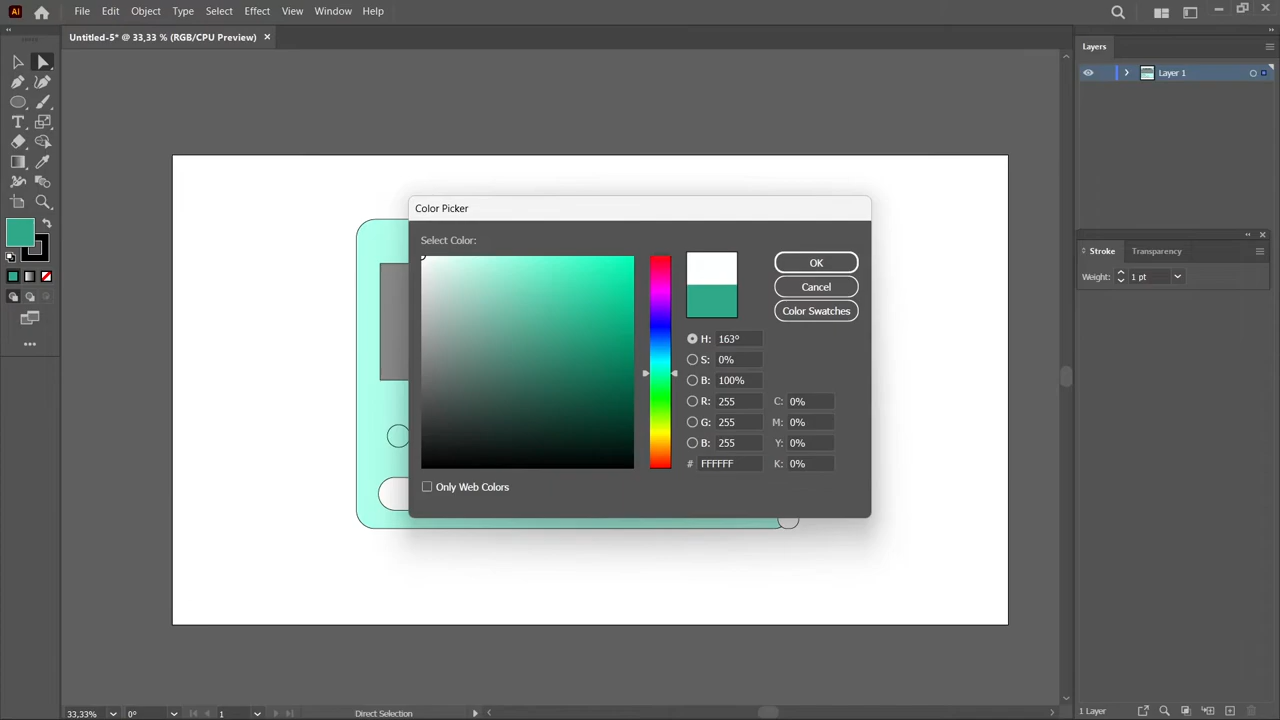 Ai File Edit Object Type Select Effect View Window Help
Untitled-5* @ 33,33 % (RGB/CPU Preview) ×
Layers
Layer 1
Color Picker
Select Color:
OK
Cancel
Color Swatches
H: 163º
S: 0%
B: 100%
R: 255 C: 0%
G: 255 M: 0%
B: 255 Y: 0%
# FFFFFF K: 0%
Only Web Colors
Stroke Transparency
Weight: 1 pt
T
33,33% 0° 1 Direct Selection
1 Layer